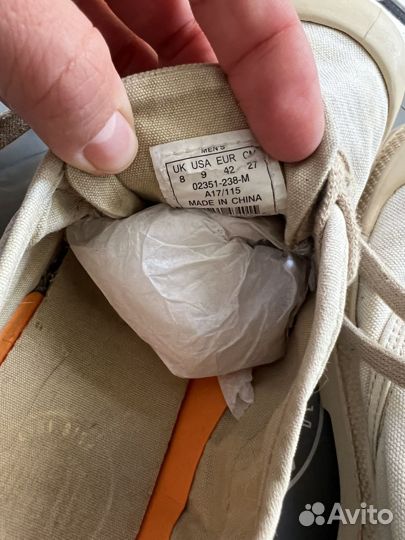 MEN'S
UK USA EUR CM
8 9 42 27
02351-238-M
A17/115
MADE IN CHINA
Avito